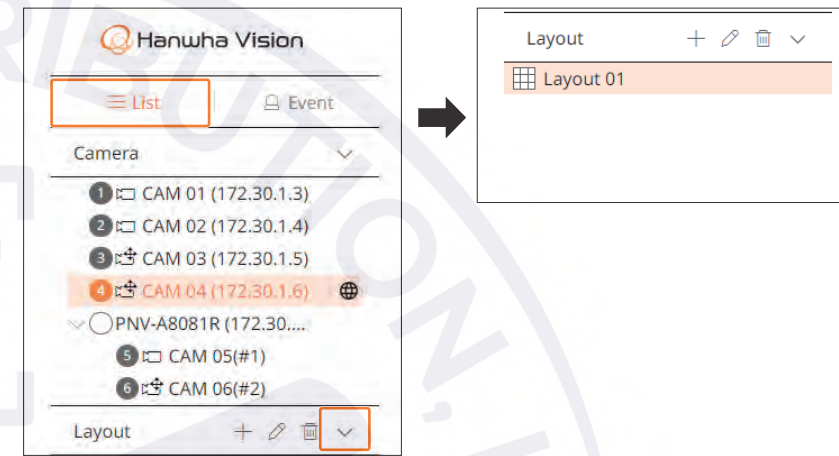 Hanwha Vision
List
Event
Camera
1 CAM 01 (172.30.1.3)
2 CAM 02 (172.30.1.4)
3 CAM 03 (172.30.1.5)
4 CAM 04 (172.30.1.6)
PNV-A8081R (172.30....
5 CAM 05(#1)
6 CAM 06(#2)
Layout
Layout
Layout 01